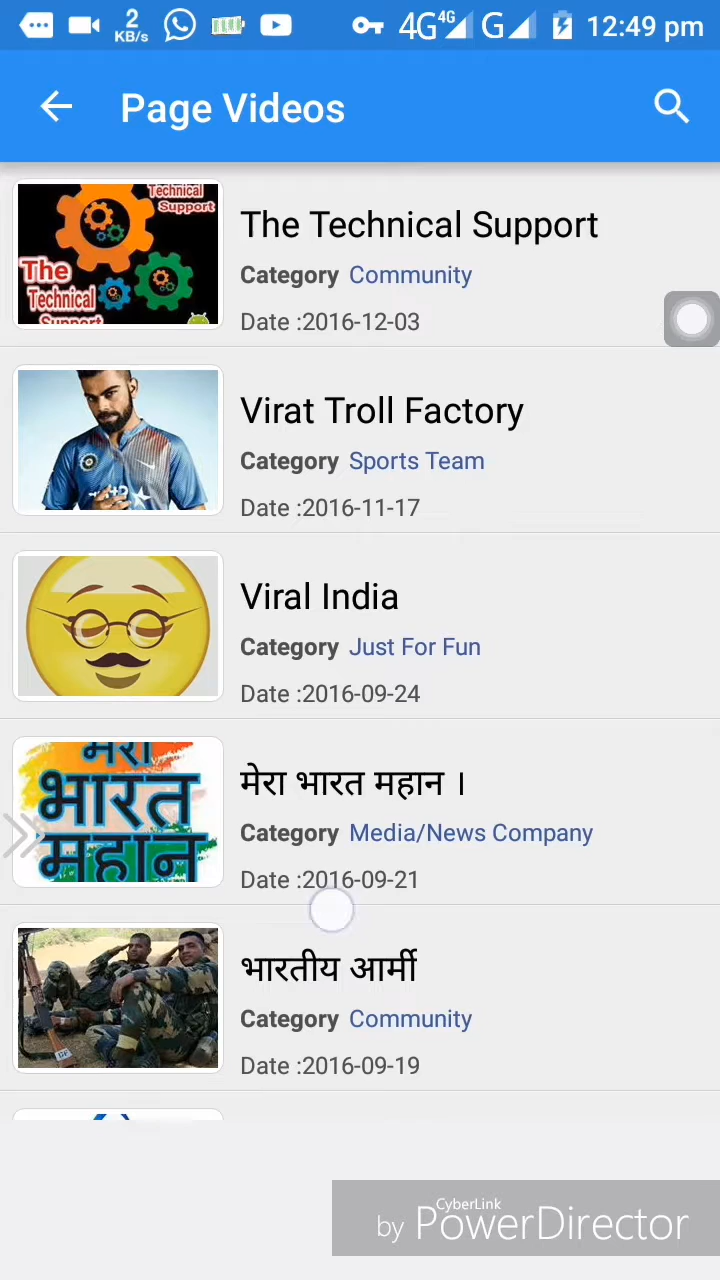 2
KB/s
4G 4G G 12:49 pm
Page Videos
Technical
Support
The
Technical
Support
The Technical Support
Category Community
Date :2016-12-03
Virat Troll Factory
Category Sports Team
Date :2016-11-17
Viral India
Category Just For Fun
Date :2016-09-24
मेरा
भारत
महान
मेरा भारत महान ।
Category Media/News Company
Date :2016-09-21
भारतीय आर्मी
Category Community
Date :2016-09-19
CyberLink
by PowerDirector